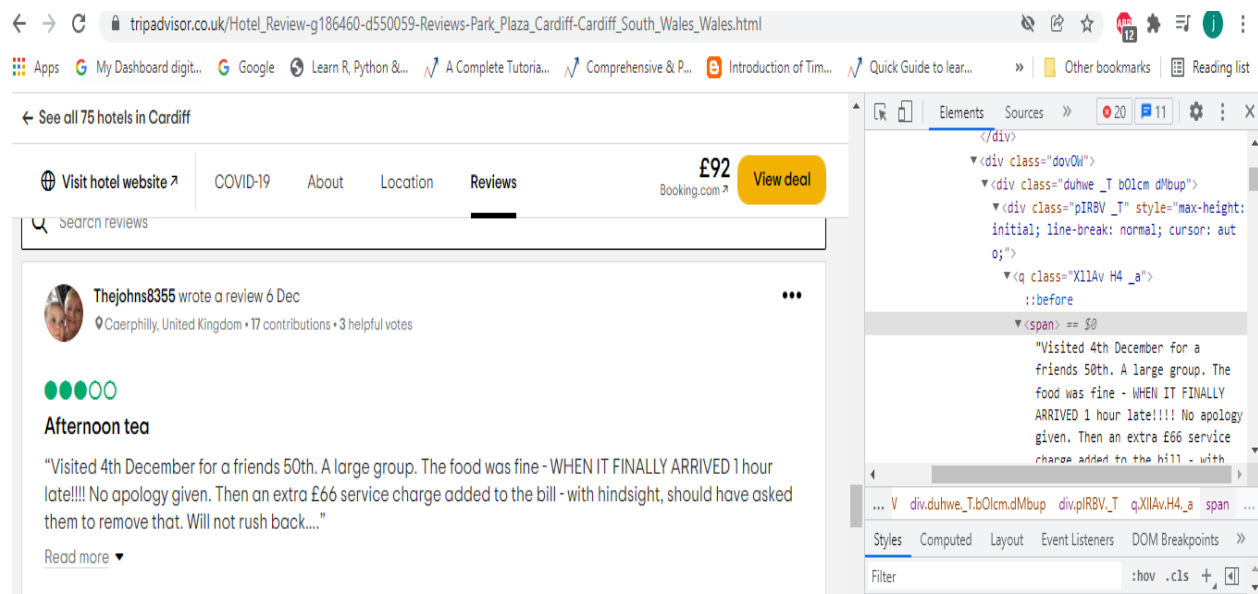 tripadvisor.co.uk/Hotel_Review-g186460-d550059-Reviews-Park_Plaza_Cardiff-Cardiff_South_Wales_Wales.html
ABP 12 j
Apps My Dashboard digit... Google Learn R, Python &... A Complete Tutoria... Comprehensive & P... Introduction of Tim... Quick Guide to lear... » Other bookmarks Reading list
← See all 75 hotels in Cardiff
Visit hotel website COVID-19 About Location Reviews £92 View deal
Booking.com
Search reviews
Thejohns8355 wrote a review 6 Dec
Caerphilly, United Kingdom • 17 contributions • 3 helpful votes
Afternoon tea
“Visited 4th December for a friends 50th. A large group. The food was fine - WHEN IT FINALLY ARRIVED 1 hour
late!!!! No apology given. Then an extra £66 service charge added to the bill - with hindsight, should have asked
them to remove that. Will not rush back....”
Read more
Elements Sources » 20 11
</div>
<div class="dovOW">
<div class="duhwe _T bOlcm dMbup">
<div class="pIRBV _T" style="max-height:
initial; line-break: normal; cursor: aut
o;">
<q class="XllAv H4 _a">
::before
<span> == $0
"Visited 4th December for a
friends 50th. A large group. The
food was fine - WHEN IT FINALLY
ARRIVED 1 hour late!!!! No apology
given. Then an extra £66 service
charge added to the bill - with
... V div.duhwe._T.bOlcm.dMbup div.pIRBV._T q.XllAv.H4._a span ...
Styles Computed Layout Event Listeners DOM Breakpoints »
Filter :hov .cls +